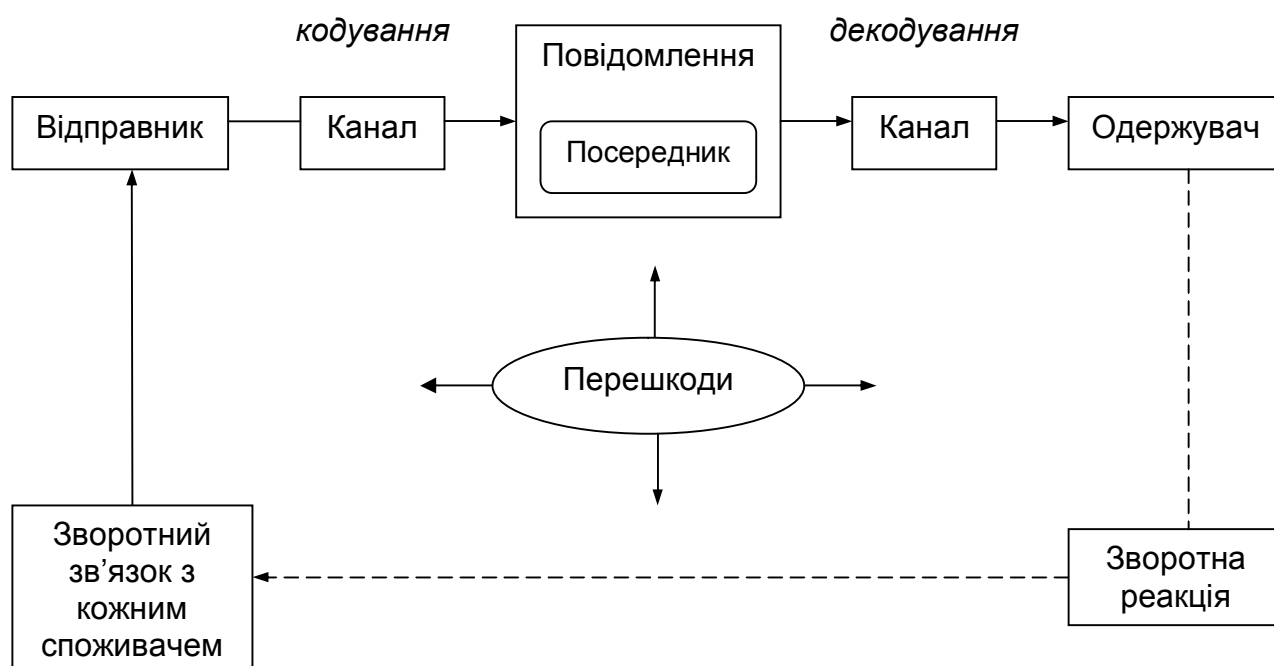 кодування
декодування
Повідомлення
Відправник
Канал
Посередник
Канал
Одержувач
Перешкоди
Зворотний
зв’язок з
кожним
споживачем
Зворотна
реакція